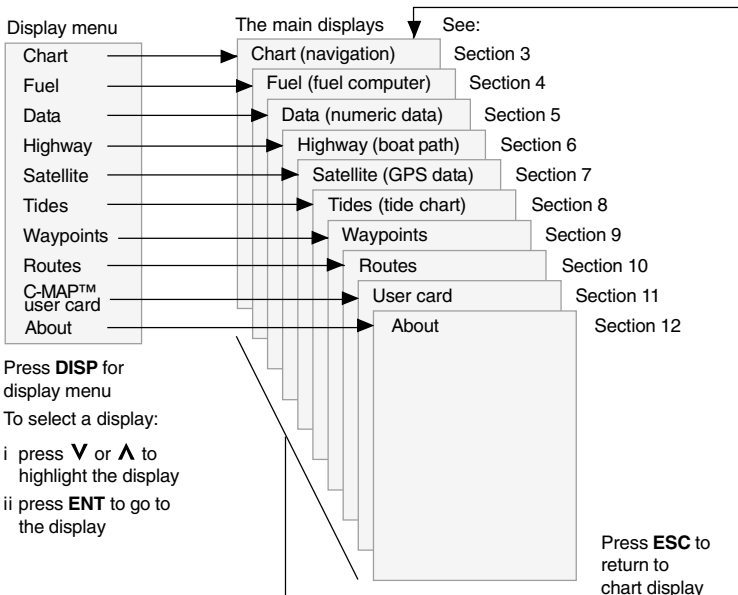 Display menu
Chart
Fuel
Data
Highway
Satellite
Tides
Waypoints
Routes
C-MAP™
user card
About
Press DISP for
display menu
To select a display:
i press V or Λ to
highlight the display
ii press ENT to go to
the display
The main displays
See:
Chart (navigation)
Section 3
Fuel (fuel computer)
Section 4
Data (numeric data)
Section 5
Highway (boat path)
Section 6
Satellite (GPS data)
Section 7
Tides (tide chart)
Section 8
Waypoints
Section 9
Routes
Section 10
User card
Section 11
About
Section 12
Press ESC to
return to
chart display